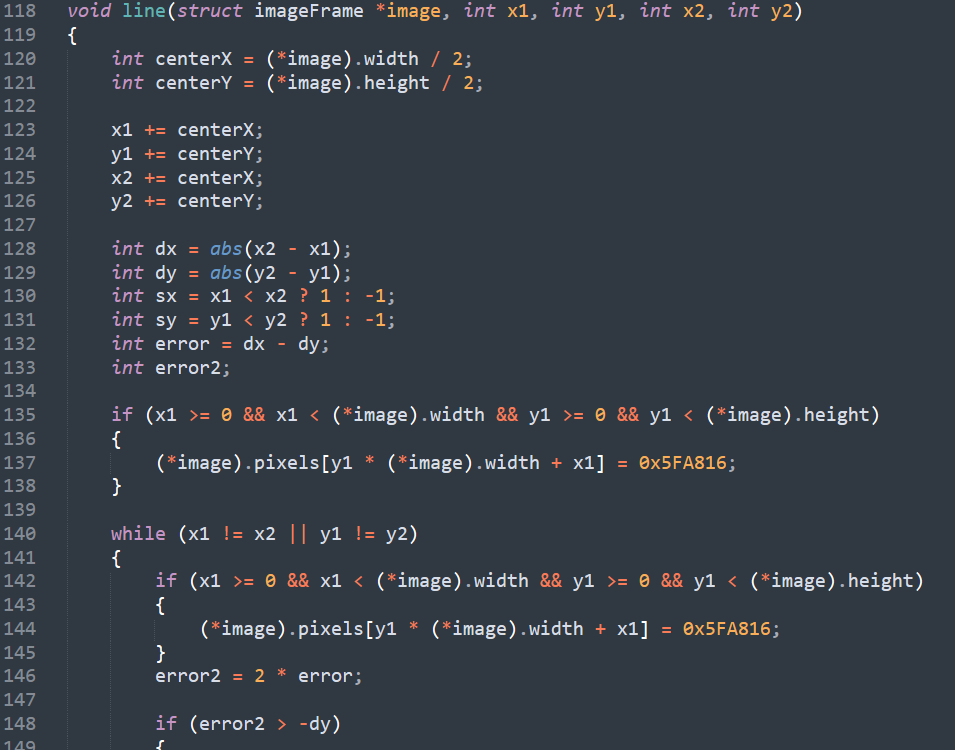 118 void line(struct imageFrame *image, int x1, int y1, int x2, int y2)
119 {
120     int centerX = (*image).width / 2;
121     int centerY = (*image).height / 2;
122
123     x1 += centerX;
124     y1 += centerY;
125     x2 += centerX;
126     y2 += centerY;
127
128     int dx = abs(x2 - x1);
129     int dy = abs(y2 - y1);
130     int sx = x1 < x2 ? 1 : -1;
131     int sy = y1 < y2 ? 1 : -1;
132     int error = dx - dy;
133     int error2;
134
135     if (x1 >= 0 && x1 < (*image).width && y1 >= 0 && y1 < (*image).height)
136     {
137         (*image).pixels[y1 * (*image).width + x1] = 0x5FA816;
138     }
139
140     while (x1 != x2 || y1 != y2)
141     {
142         if (x1 >= 0 && x1 < (*image).width && y1 >= 0 && y1 < (*image).height)
143         {
144             (*image).pixels[y1 * (*image).width + x1] = 0x5FA816;
145         }
146         error2 = 2 * error;
147
148         if (error2 > -dy)
149         {